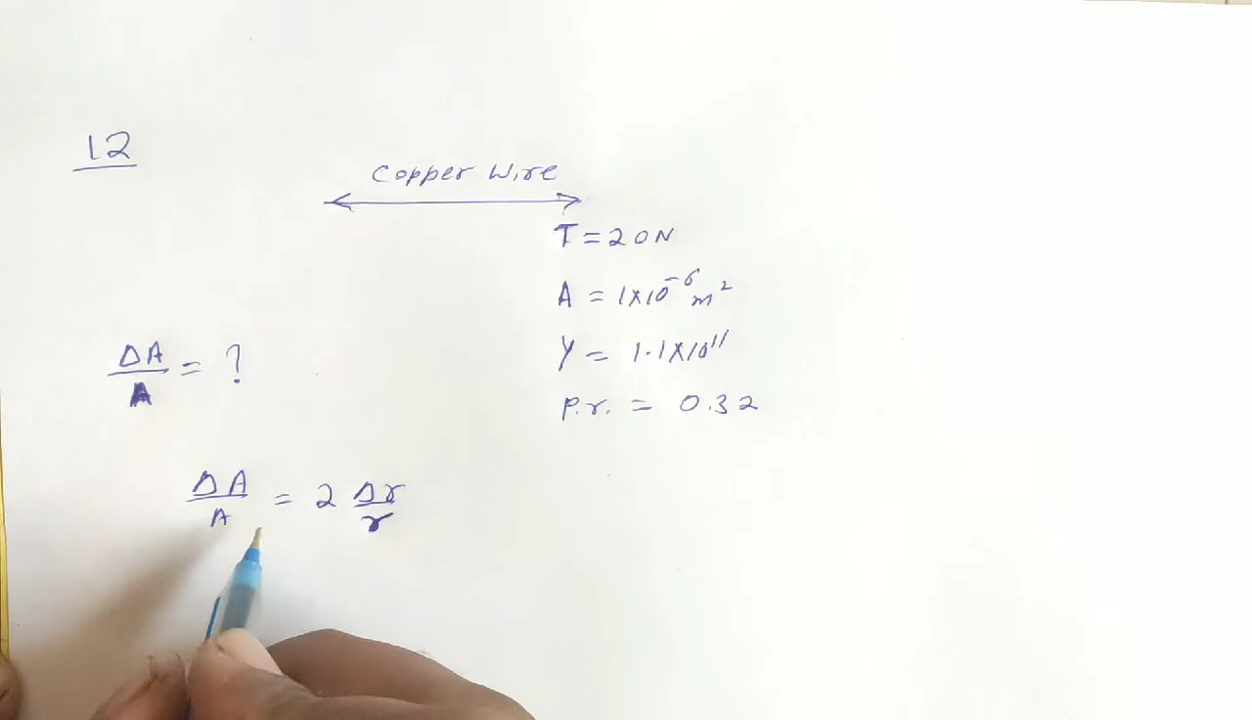 12
Copper Wire
T = 20N
A = 1×10⁻⁶ m²
Y = 1.1×10¹¹
P.r. = 0.32
ΔA/A = ?
ΔA/A = 2 Δr/r